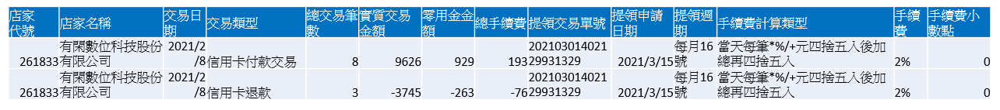 店家代號 店家名稱 交易日期 交易類型 總交易筆數 實質交易金額 零用金金額 總手續費 提領交易單號 提領申請日期 提領週期 手續費計算類型 手續費 手續費小數點
261833 有閑數位科技股份有限公司 2021/2/8 信用卡付款交易 8 9626 929 193 20210301402129931329 2021/3/15 每月16號 當天每筆*%/+元四捨五入後加總再四捨五入 2% 0
261833 有閑數位科技股份有限公司 2021/2/8 信用卡退款 3 -3745 -263 -76 20210301402129931329 2021/3/15 每月16號 當天每筆*%/+元四捨五入後加總再四捨五入 2% 0